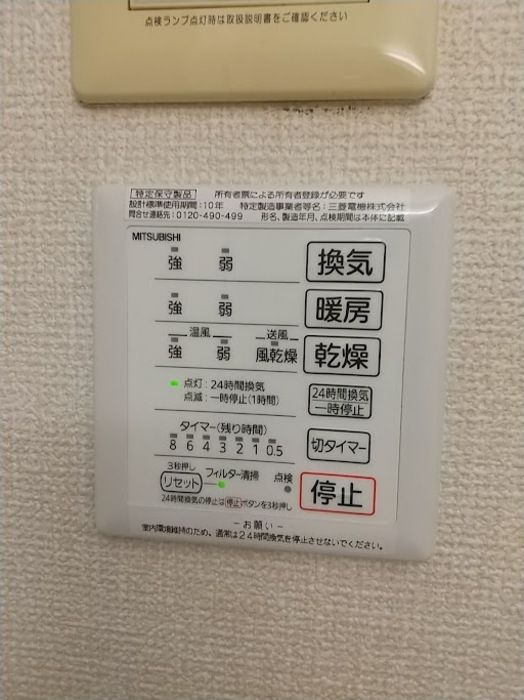 点検ランプ点灯時は取扱説明書をご確認ください
特定保守製品 所有者票による所有者登録が必要です
設計標準使用期間:10年 特定製造事業者等名:三菱電機株式会社
問合せ連絡先:0120-490-499 形名、製造年月、点検期間は本体に記載
MITSUBISHI
強 弱 換気
強 弱 暖房
温風 送風
強 弱 風乾燥 乾燥
点灯:24時間換気
点滅:一時停止(1時間)
24時間換気
一時停止
タイマー(残り時間)
8 6 4 3 2 1 0.5
切タイマー
3秒押し
リセット フィルター清掃 点検
停止
24時間換気の停止は停止ボタンを3秒押し
-お願い-
室内環境維持のため、通常は24時間換気を停止させないでください。